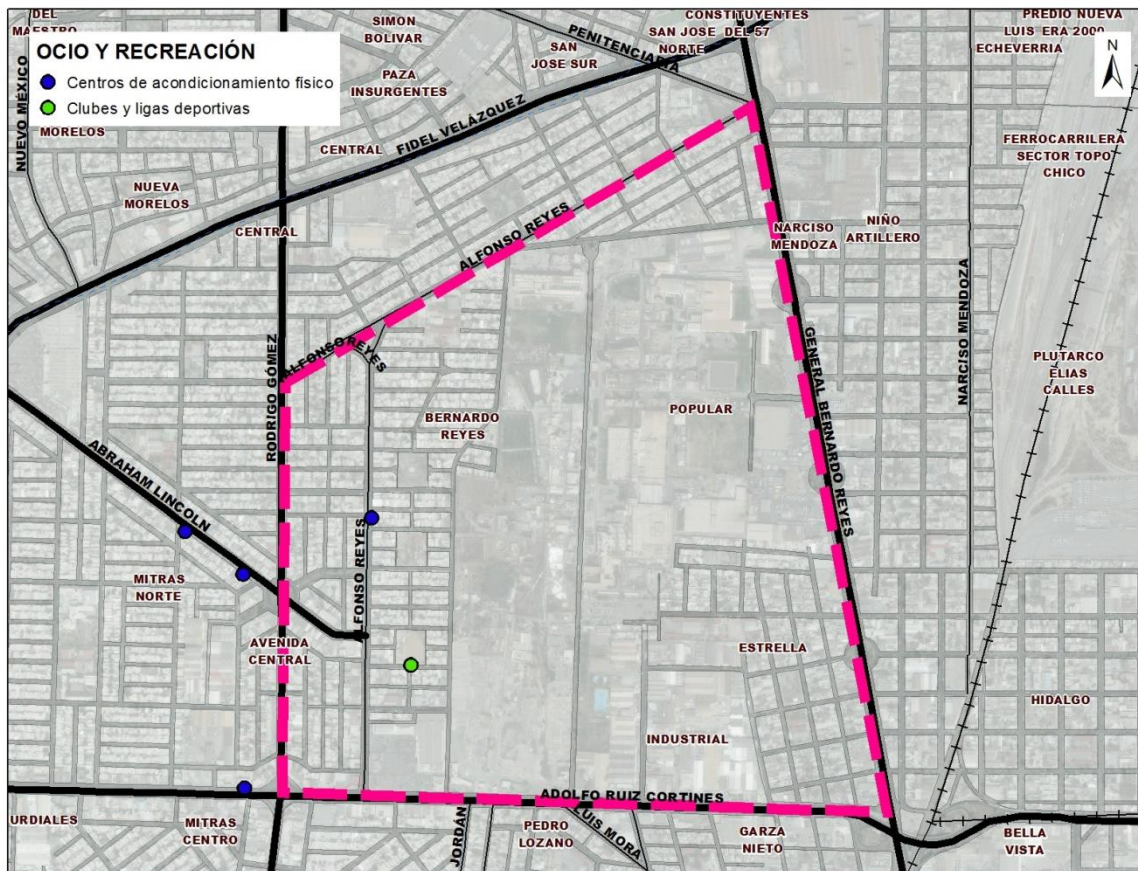 DEL
MAESTRO
OCIO Y RECREACIÓN
Centros de acondicionamiento físico
Clubes y ligas deportivas
SIMON
BOLIVAR
CONSTITUYENTES
SAN JOSE DEL 57
NORTE
PREDIO NUEVA
LUIS ERA 2000
ECHEVERRIA
N
PENITENCIARIA
SAN
JOSE SUR
PAZA
INSURGENTES
NUEVO MÉXICO
MORELOS
CENTRAL
FIDEL VELÁZQUEZ
FERROCARRILERA
SECTOR TOPO
CHICO
NUEVA
MORELOS
CENTRAL
ALFONSO REYES
NARCISO
MENDOZA
NIÑO
ARTILLERO
NARCISO MENDOZA
RODRIGO GÓMEZ
ALFONSO REYES
GENERAL BERNARDO REYES
PLUTARCO
ELIAS
CALLES
BERNARDO
REYES
POPULAR
ABRAHAM LINCOLN
ALFONSO REYES
MITRAS
NORTE
AVENIDA
CENTRAL
ESTRELLA
HIDALGO
INDUSTRIAL
ADOLFO RUIZ CORTINES
URDIALES
MITRAS
CENTRO
JORDÁN
PEDRO
LOZANO
LUIS MORA
GARZA
NIETO
BELLA
VISTA